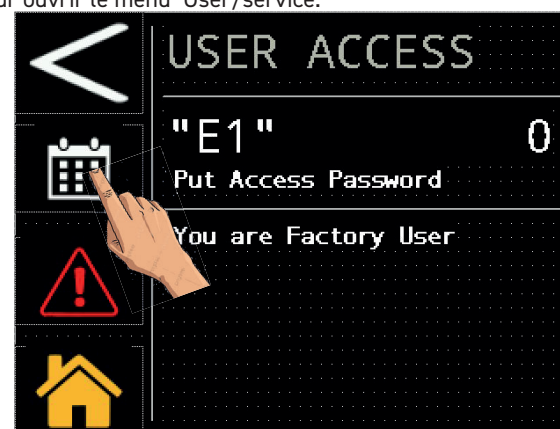 ur ouvrir le menu 'User/service.
USER ACCESS
"E1" 0
Put Access Password
You are Factory User